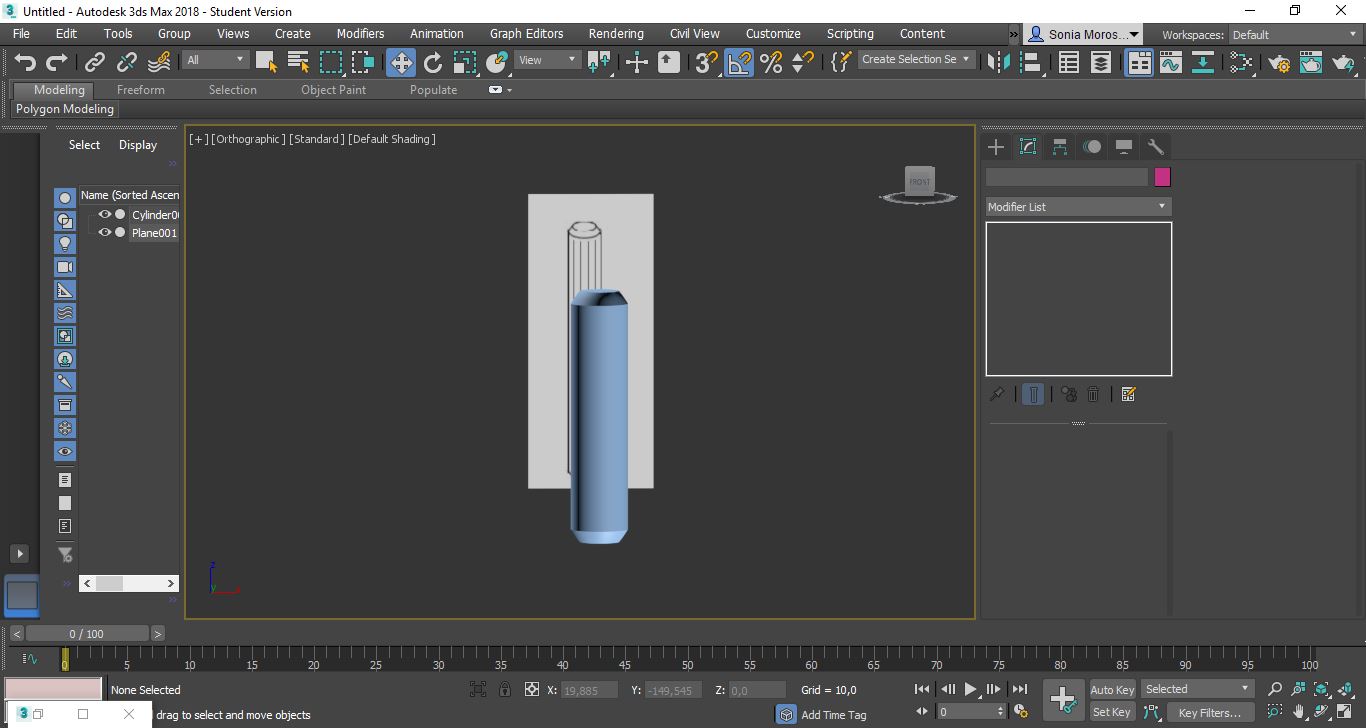 Untitled - Autodesk 3ds Max 2018 - Student Version
File Edit Tools Group Views Create Modifiers Animation Graph Editors Rendering Civil View Customize Scripting Content » Sonia Moros... Workspaces: Default
All View 3 Create Selection Se
Modeling Freeform Selection Object Paint Populate
Polygon Modeling
Select Display
[+] [Orthographic] [Standard] [Default Shading]
FRONT
Name (Sorted Ascen
Modifier List
Cylinder0
Plane001
z
y
x
0 / 100
0 5 10 15 20 25 30 35 40 45 50 55 60 65 70 75 80 85 90 95 100
None Selected X: 19,885 Y: -149,545 Z: 0,0 Grid = 10,0 Auto Key Selected
drag to select and move objects Add Time Tag 0 Set Key Key Filters...